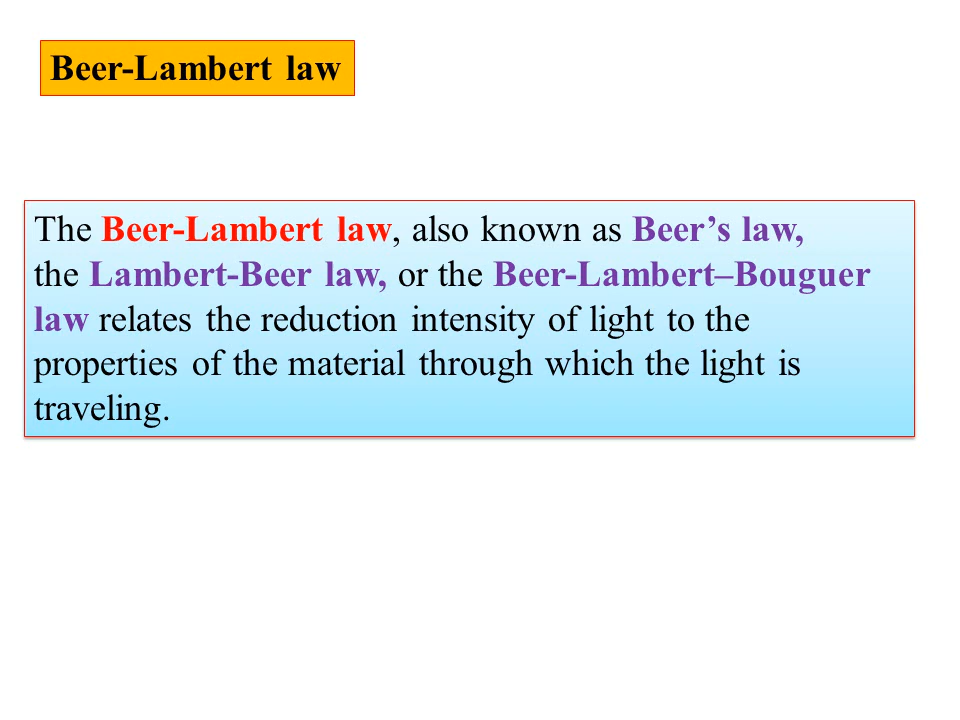 Beer-Lambert law
The Beer-Lambert law, also known as Beer’s law,
the Lambert-Beer law, or the Beer-Lambert–Bouguer
law relates the reduction intensity of light to the
properties of the material through which the light is
traveling.